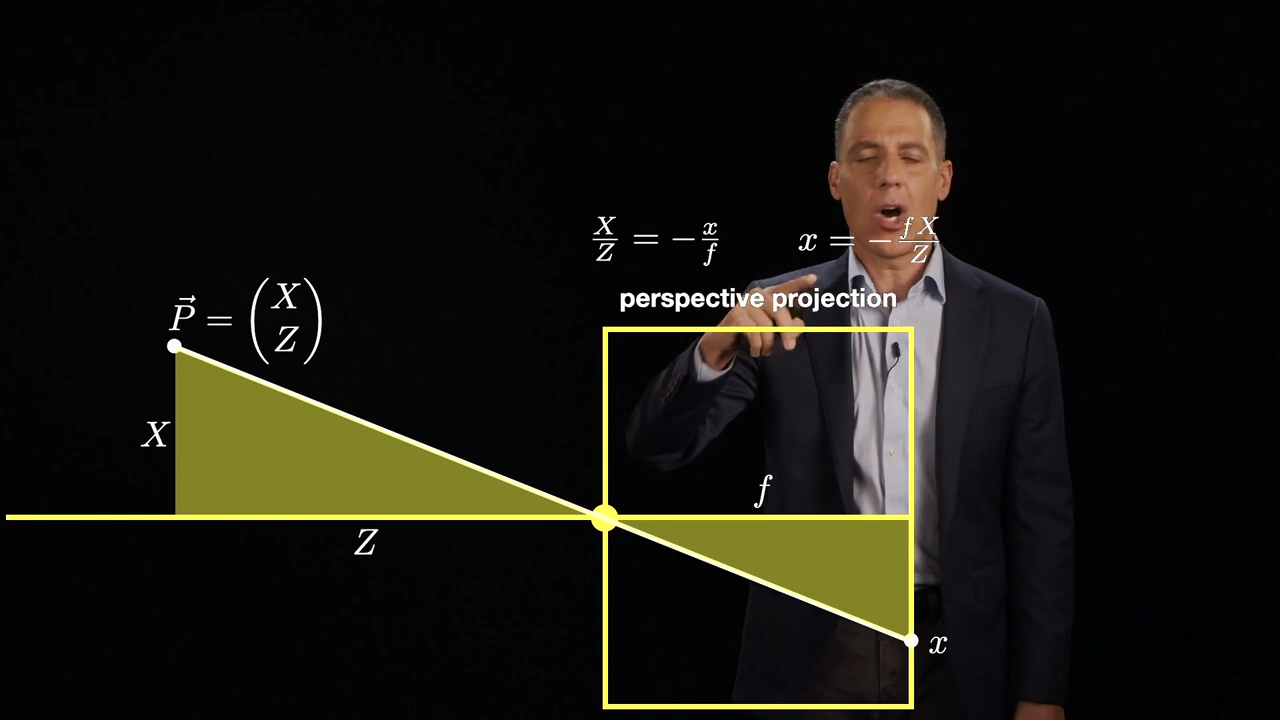 X/Z = −x/f
x = −fX/Z
perspective projection
P⃗ = (X Z)
X
f
Z
x